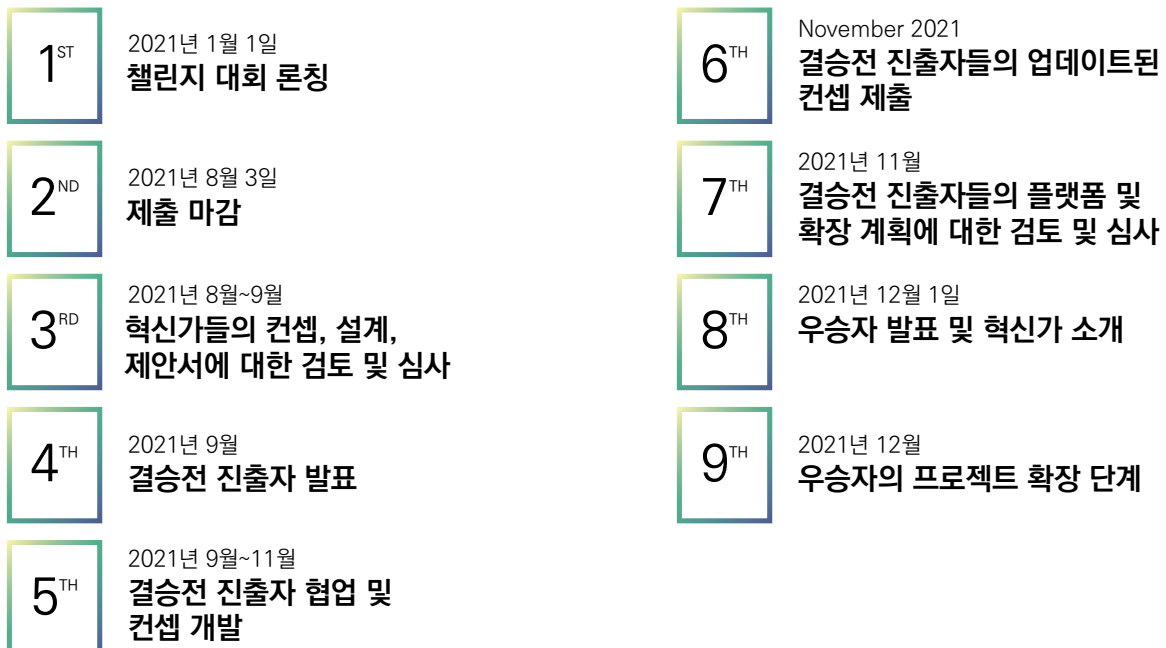 1ST
2021년 1월 1일
챌린지 대회 론칭
2ND
2021년 8월 3일
제출 마감
3RD
2021년 8월~9월
혁신가들의 컨셉, 설계,
제안서에 대한 검토 및 심사
4TH
2021년 9월
결승전 진출자 발표
5TH
2021년 9월~11월
결승전 진출자 협업 및
컨셉 개발
6TH
November 2021
결승전 진출자들의 업데이트된
컨셉 제출
7TH
2021년 11월
결승전 진출자들의 플랫폼 및
확장 계획에 대한 검토 및 심사
8TH
2021년 12월 1일
우승자 발표 및 혁신가 소개
9TH
2021년 12월
우승자의 프로젝트 확장 단계